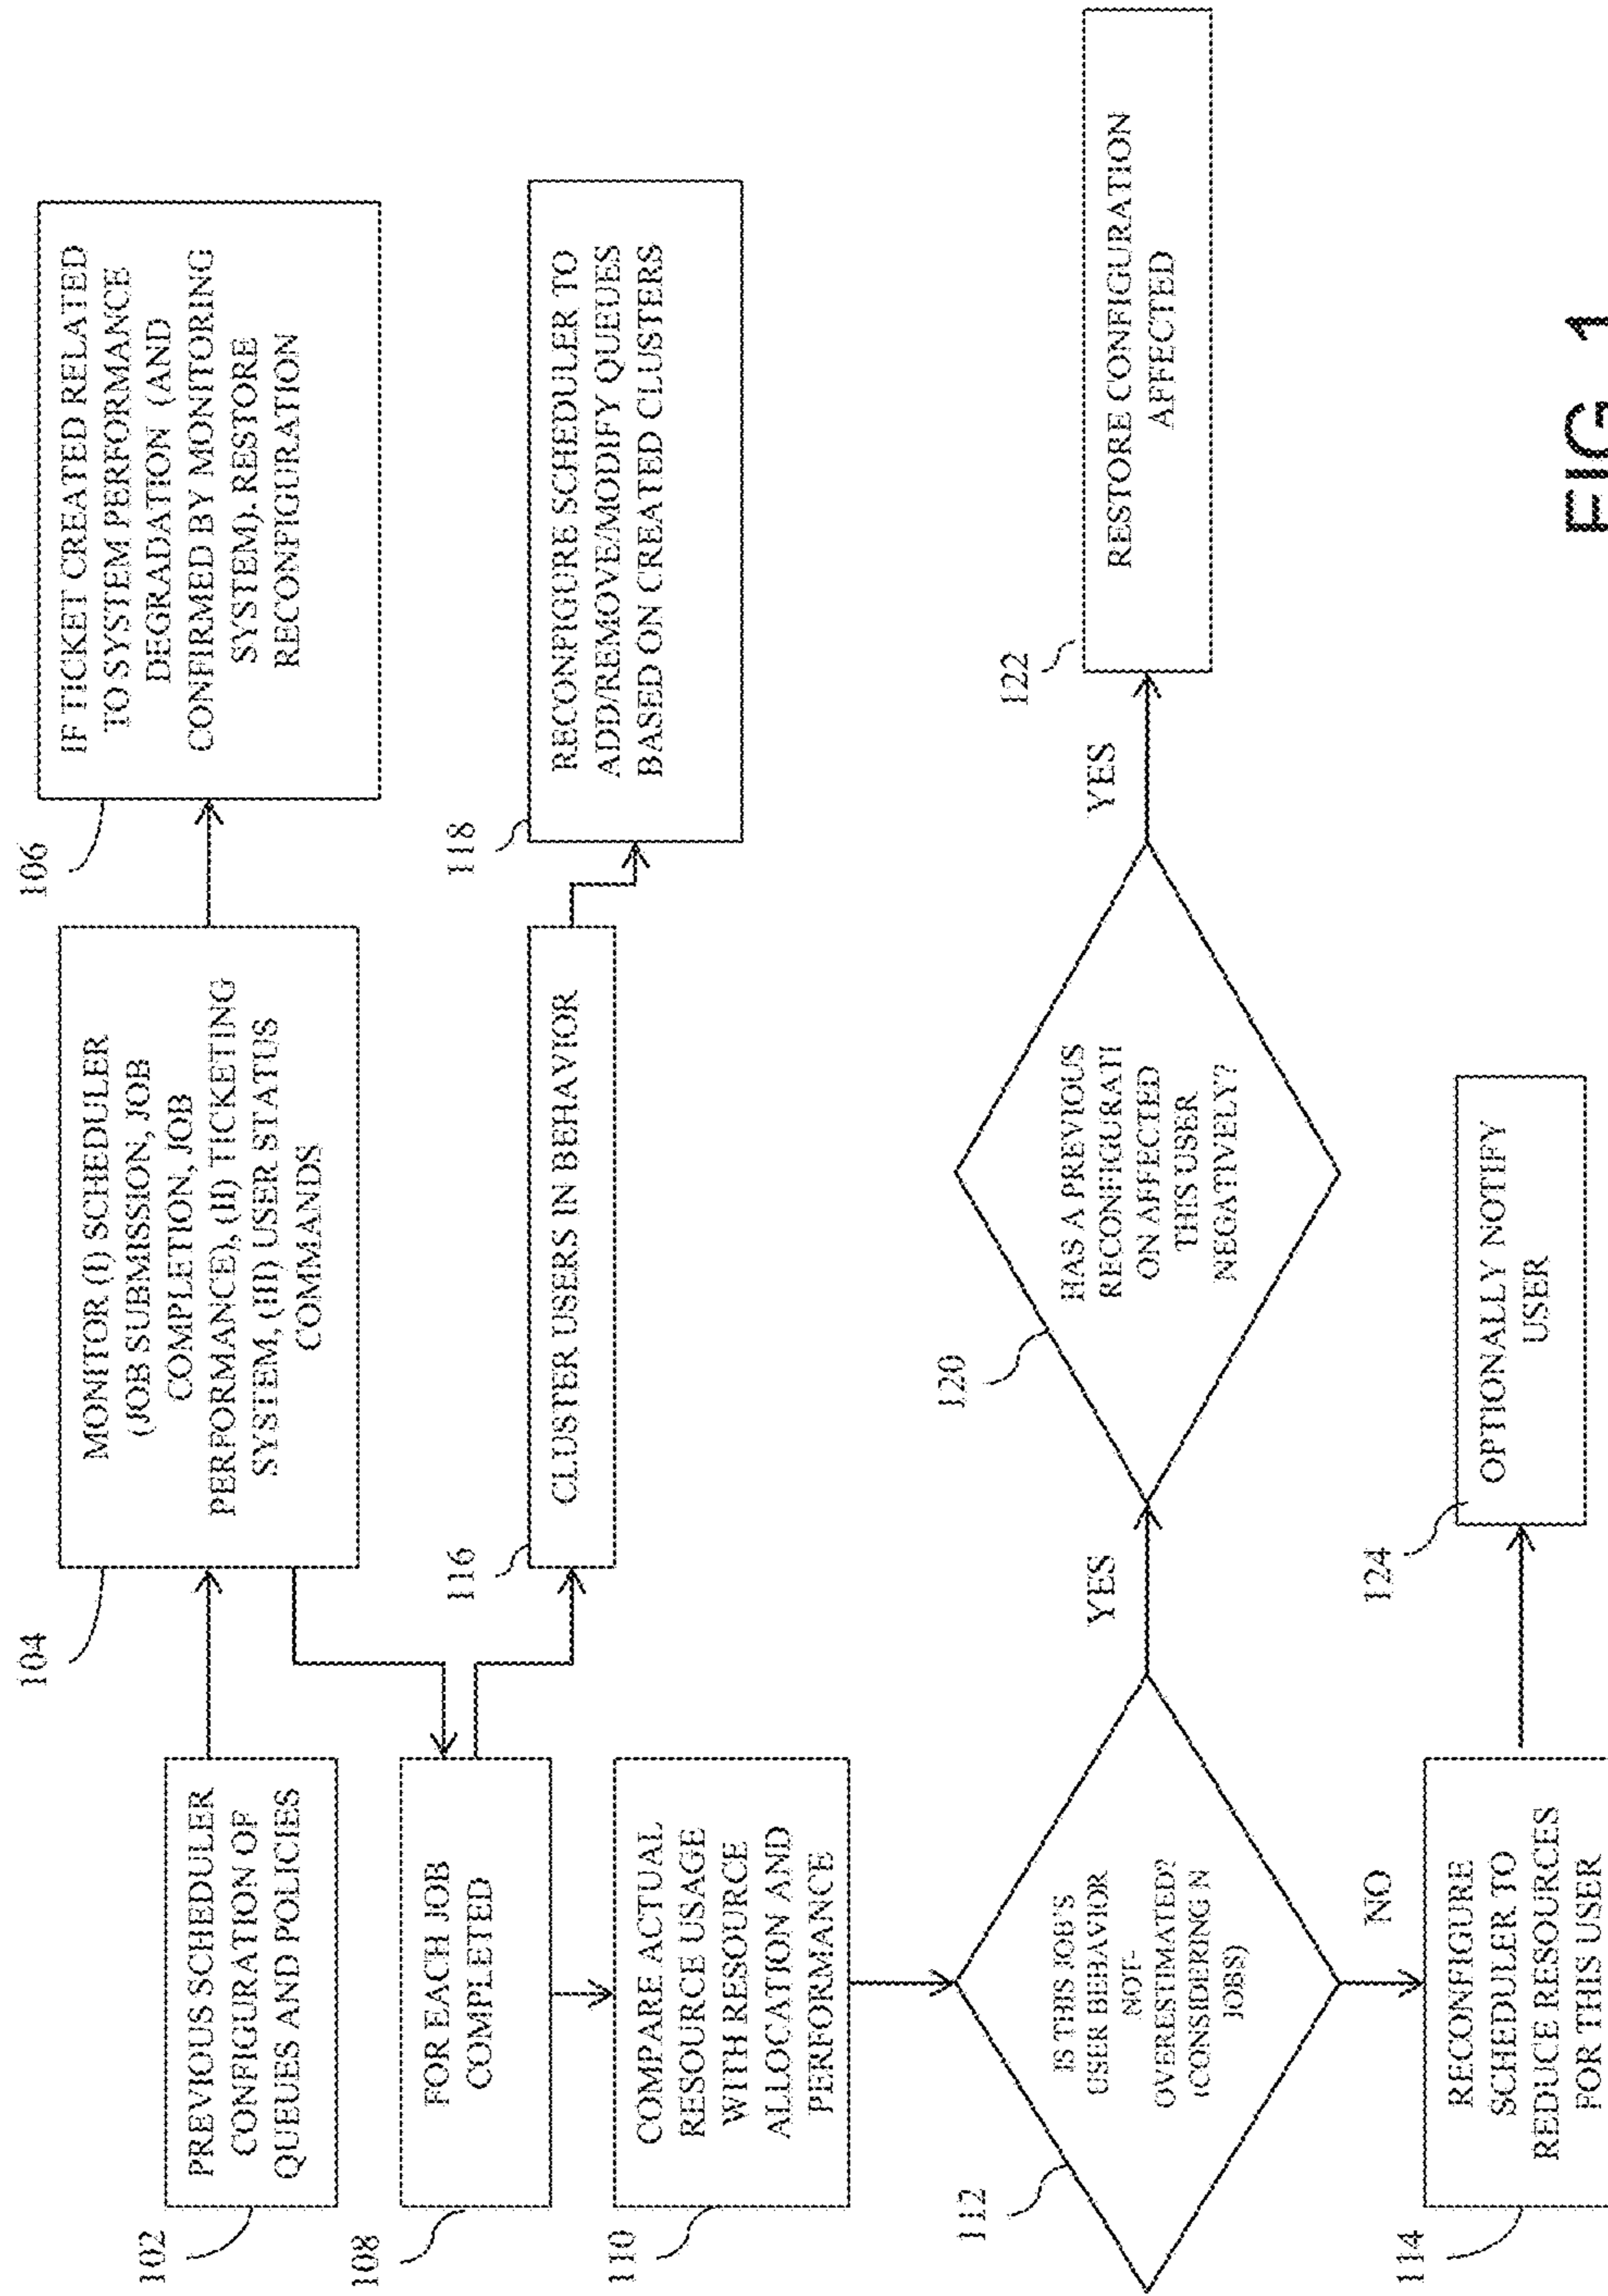 102
PREVIOUS SCHEDULER
CONFIGURATION OF
QUEUES AND POLICIES
104
MONITOR (I) SCHEDULER
(JOB SUBMISSION, JOB
COMPLETION, JOB
PERFORMANCE), (II) TICKETING
SYSTEM, (III) USER STATUS
COMMANDS
106
IF TICKET CREATED RELATED
TO SYSTEM PERFORMANCE
DEGRADATION (AND
CONFIRMED BY MONITORING
SYSTEM). RESTORE
RECONFIGURATION
108
FOR EACH JOB
COMPLETED
116
CLUSTER USERS IN BEHAVIOR
118
RECONFIGURE SCHEDULER TO
ADD/REMOVE/MODIFY QUEUES
BASED ON CREATED CLUSTERS
110
COMPARE ACTUAL
RESOURCE USAGE
WITH RESOURCE
ALLOCATION AND
PERFORMANCE
112
IS THIS JOB'S
USER BEHAVIOR
NOT-
OVERESTIMATED?
(CONSIDERING N
JOBS)
YES
120
HAS A PREVIOUS
RECONFIGURATI
ON AFFECTED
THIS USER
NEGATIVELY?
YES
122
RESTORE CONFIGURATION
AFFECTED
NO
114
RECONFIGURE
SCHEDULER TO
REDUCE RESOURCES
FOR THIS USER
124
OPTIONALLY NOTIFY
USER
FIG. 1